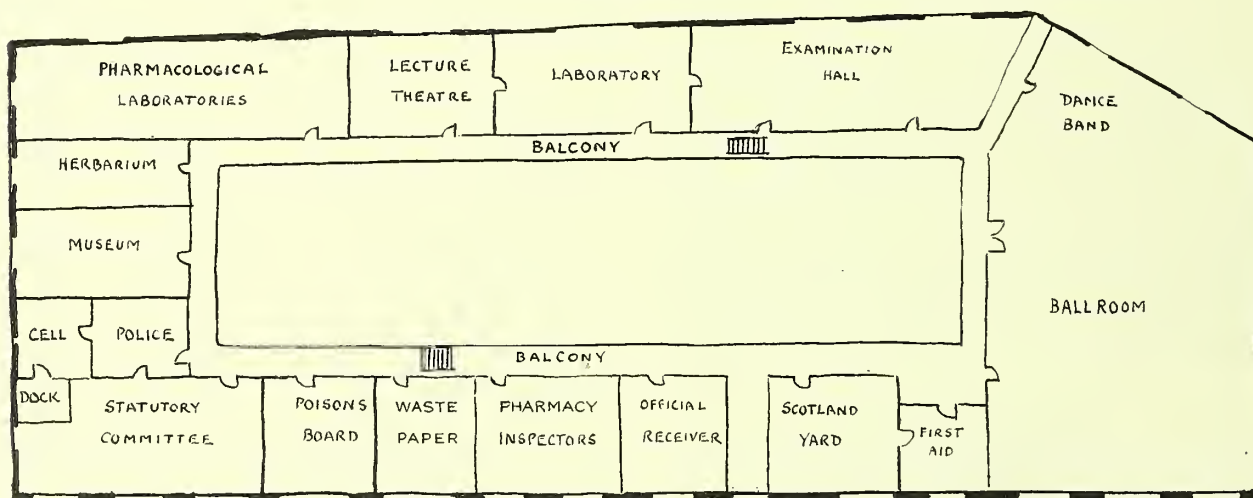 PHARMACOLOGICAL
LABORATORIES
LECTURE
THEATRE
LABORATORY
EXAMINATION
HALL
DANCE
BAND
BALCONY
HERBARIUM
MUSEUM
BALLROOM
CELL
POLICE
BALCONY
DOCK
STATUTORY
COMMITTEE
POISONS
BOARD
WASTE
PAPER
PHARMACY
INSPECTORS
OFFICIAL
RECEIVER
SCOTLAND
YARD
FIRST
AID